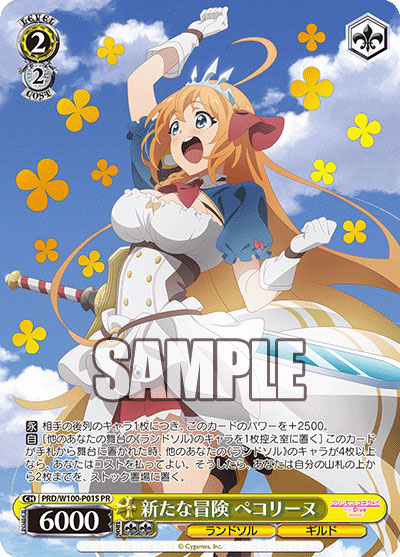 LEVEL
2
2
COST
SAMPLE
永 相手の後列のキャラ1枚につき、このカードのパワーを+2500。
自 [他のあなたの舞台の《ランドソル》のキャラを1枚控え室に置く] このカード
が手札から舞台に置かれた時、他のあなたの《ランドソル》のキャラが4枚以上
なら、あなたはコストを払ってよい。そうしたら、あなたは自分の山札の上か
ら2枚までを、ストック置場に置く。
CH PRD/W100-P01S PR
新たな冒険 ペコリーヌ
POWER 6000 SOUL
ランドソル ギルド
© Cygames, Inc.